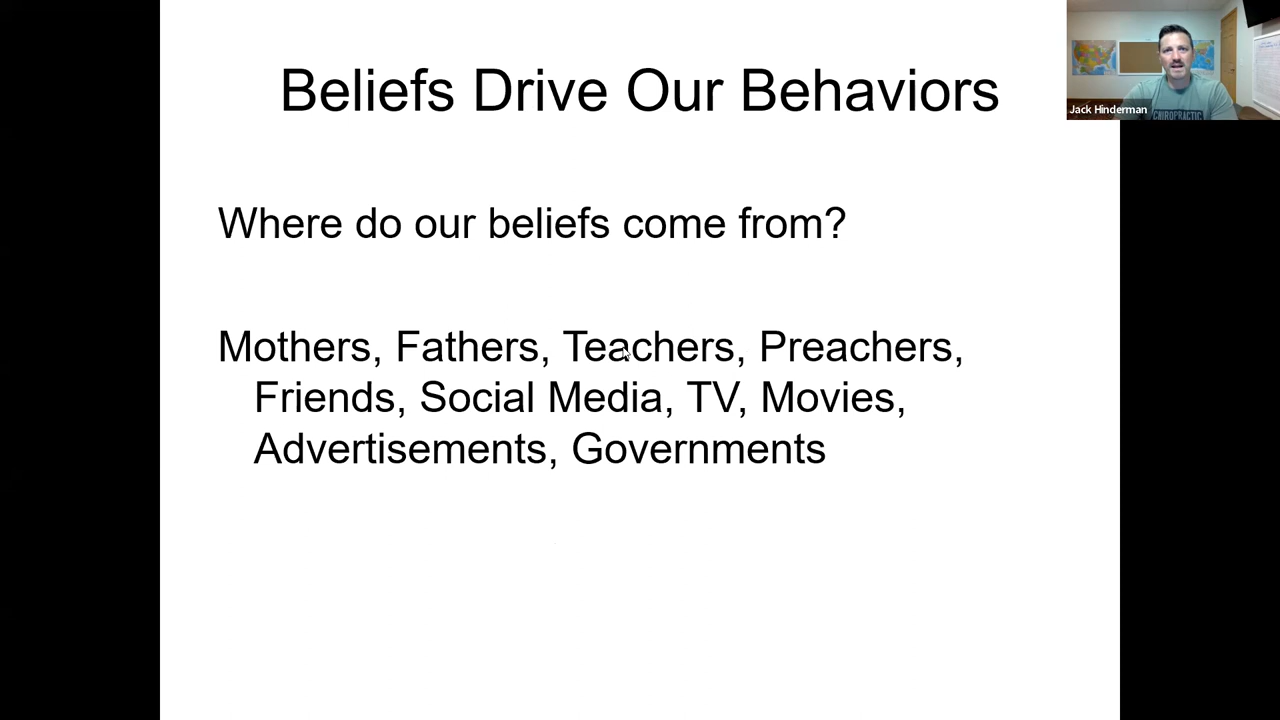 Beliefs Drive Our Behaviors
Jack Hinderman
CHIROPRACTIC
Where do our beliefs come from?
Mothers, Fathers, Teachers, Preachers,
Friends, Social Media, TV, Movies,
Advertisements, Governments